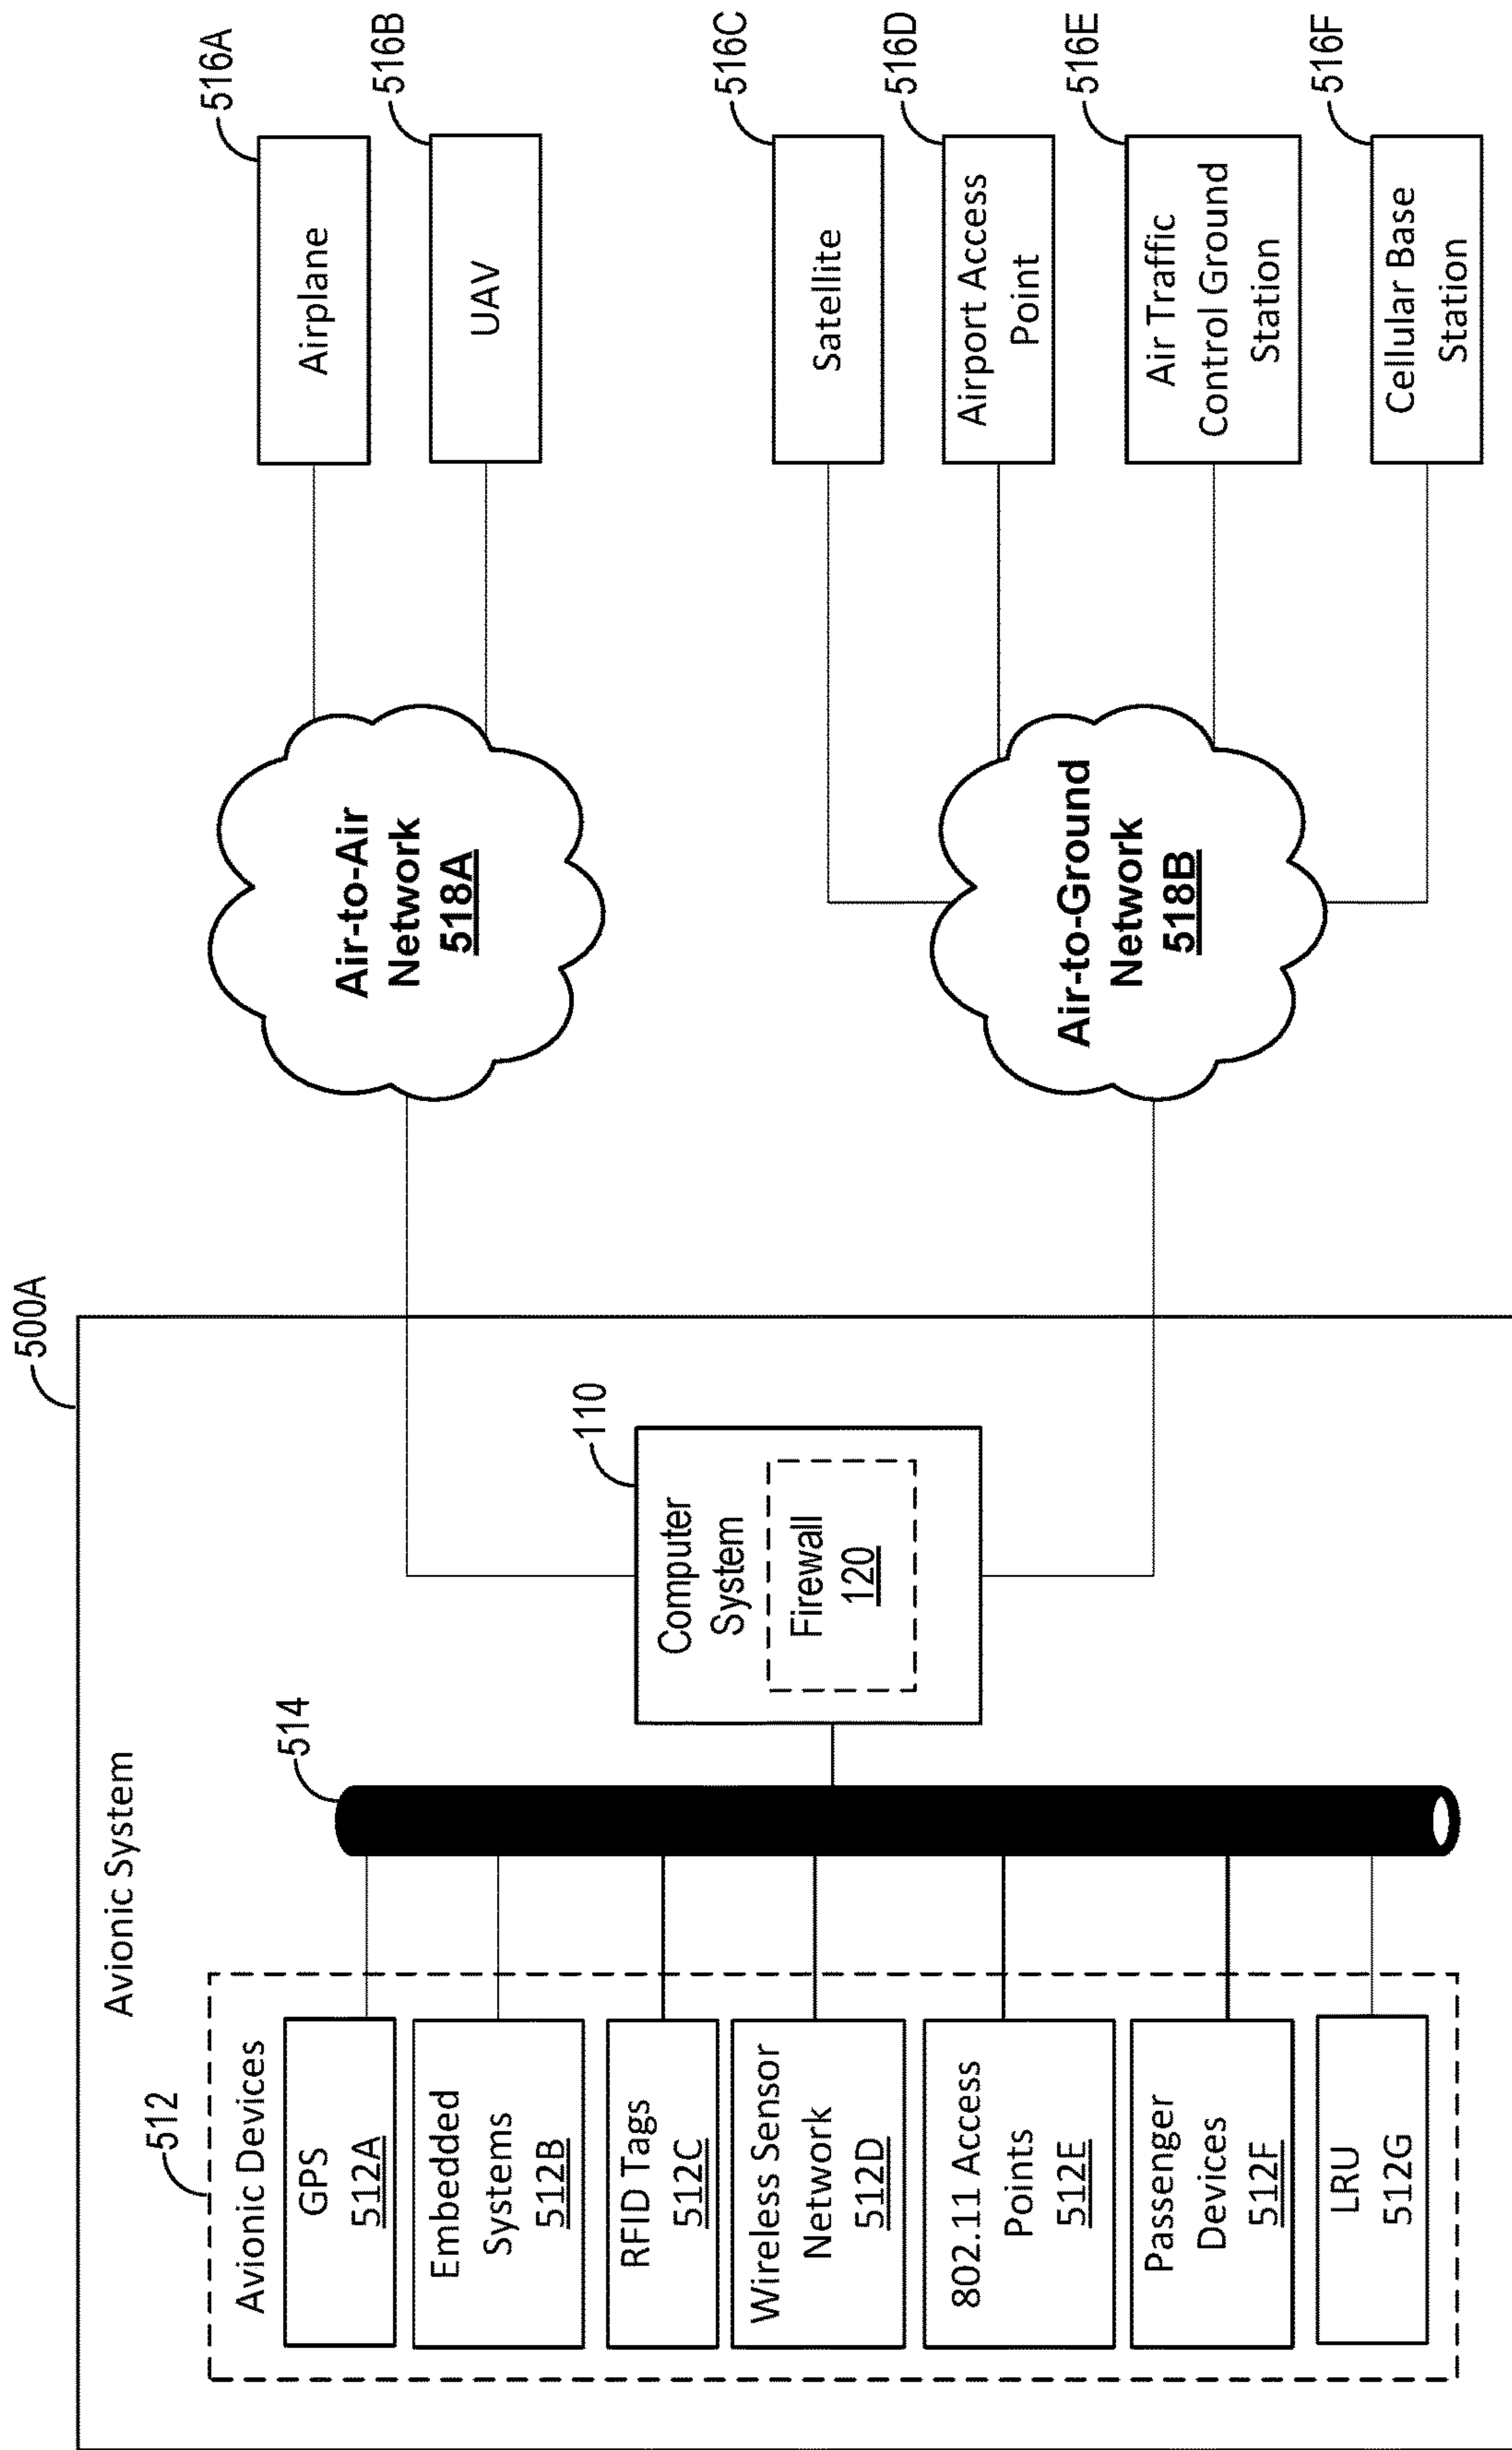 500A
Avionic System
512
Avionic Devices
GPS
512A
Embedded
Systems
512B
RFID Tags
512C
Wireless Sensor
Network
512D
802.11 Access
Points
512E
Passenger
Devices
512F
LRU
512G
514
110
Computer
System
Firewall
120
Air-to-Air
Network
518A
Air-to-Ground
Network
518B
516A
Airplane
516B
UAV
516C
Satellite
516D
Airport Access
Point
516E
Air Traffic
Control Ground
Station
516F
Cellular Base
Station